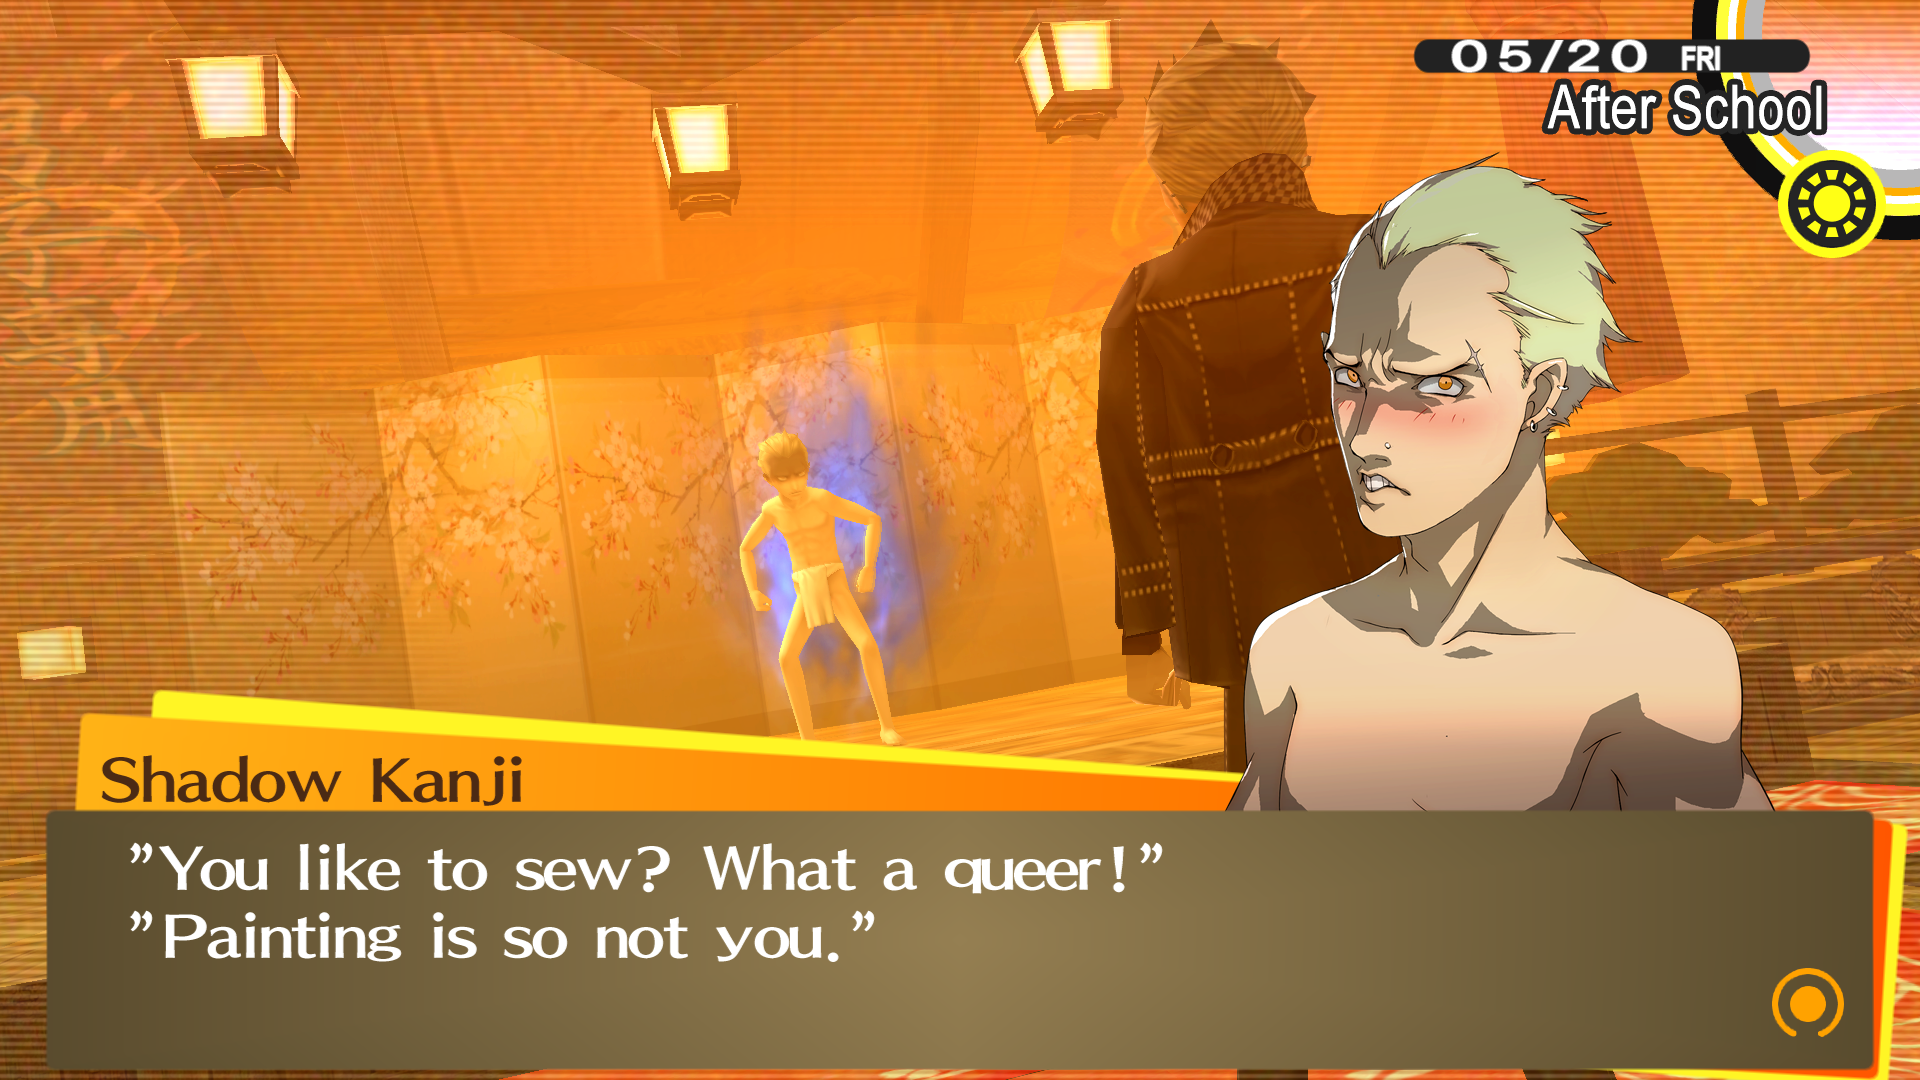 05/20 FRI
After School
Shadow Kanji
”You like to sew? What a queer!”
”Painting is so not you.”